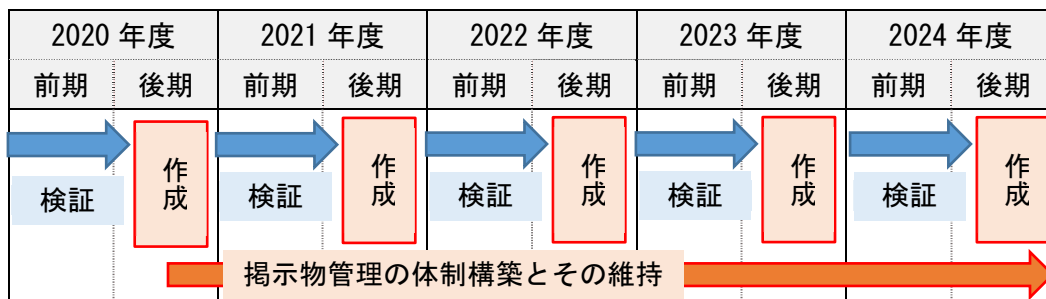 2020 年度 2021 年度 2022 年度 2023 年度 2024 年度
前期 後期 前期 後期 前期 後期 前期 後期 前期 後期
検証 作成 検証 作成 検証 作成 検証 作成 検証 作成
掲示物管理の体制構築とその維持